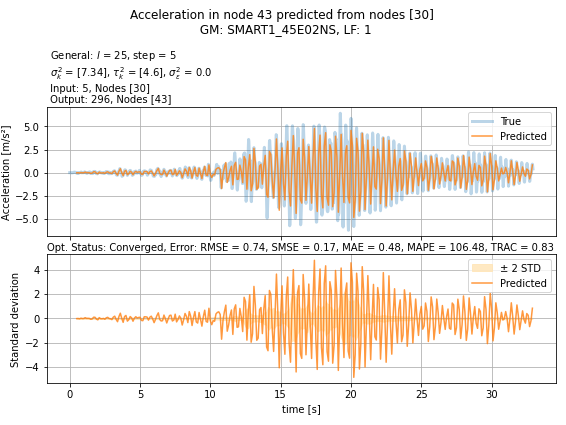 Acceleration in node 43 predicted from nodes [30]
GM: SMART1_45E02NS, LF: 1
General: l = 25, step = 5
σ²ₖ = [7.34], τ²ₖ = [4.6], σ²ₑ = 0.0
Input: 5, Nodes [30]
Output: 296, Nodes [43]
Acceleration [m/s²]
5.0
2.5
0.0
−2.5
−5.0
True
Predicted
Opt. Status: Converged, Error: RMSE = 0.74, SMSE = 0.17, MAE = 0.48, MAPE = 106.48, TRAC = 0.83
Standard deviation
4
2
0
−2
−4
± 2 STD
Predicted
0 5 10 15 20 25 30
time [s]